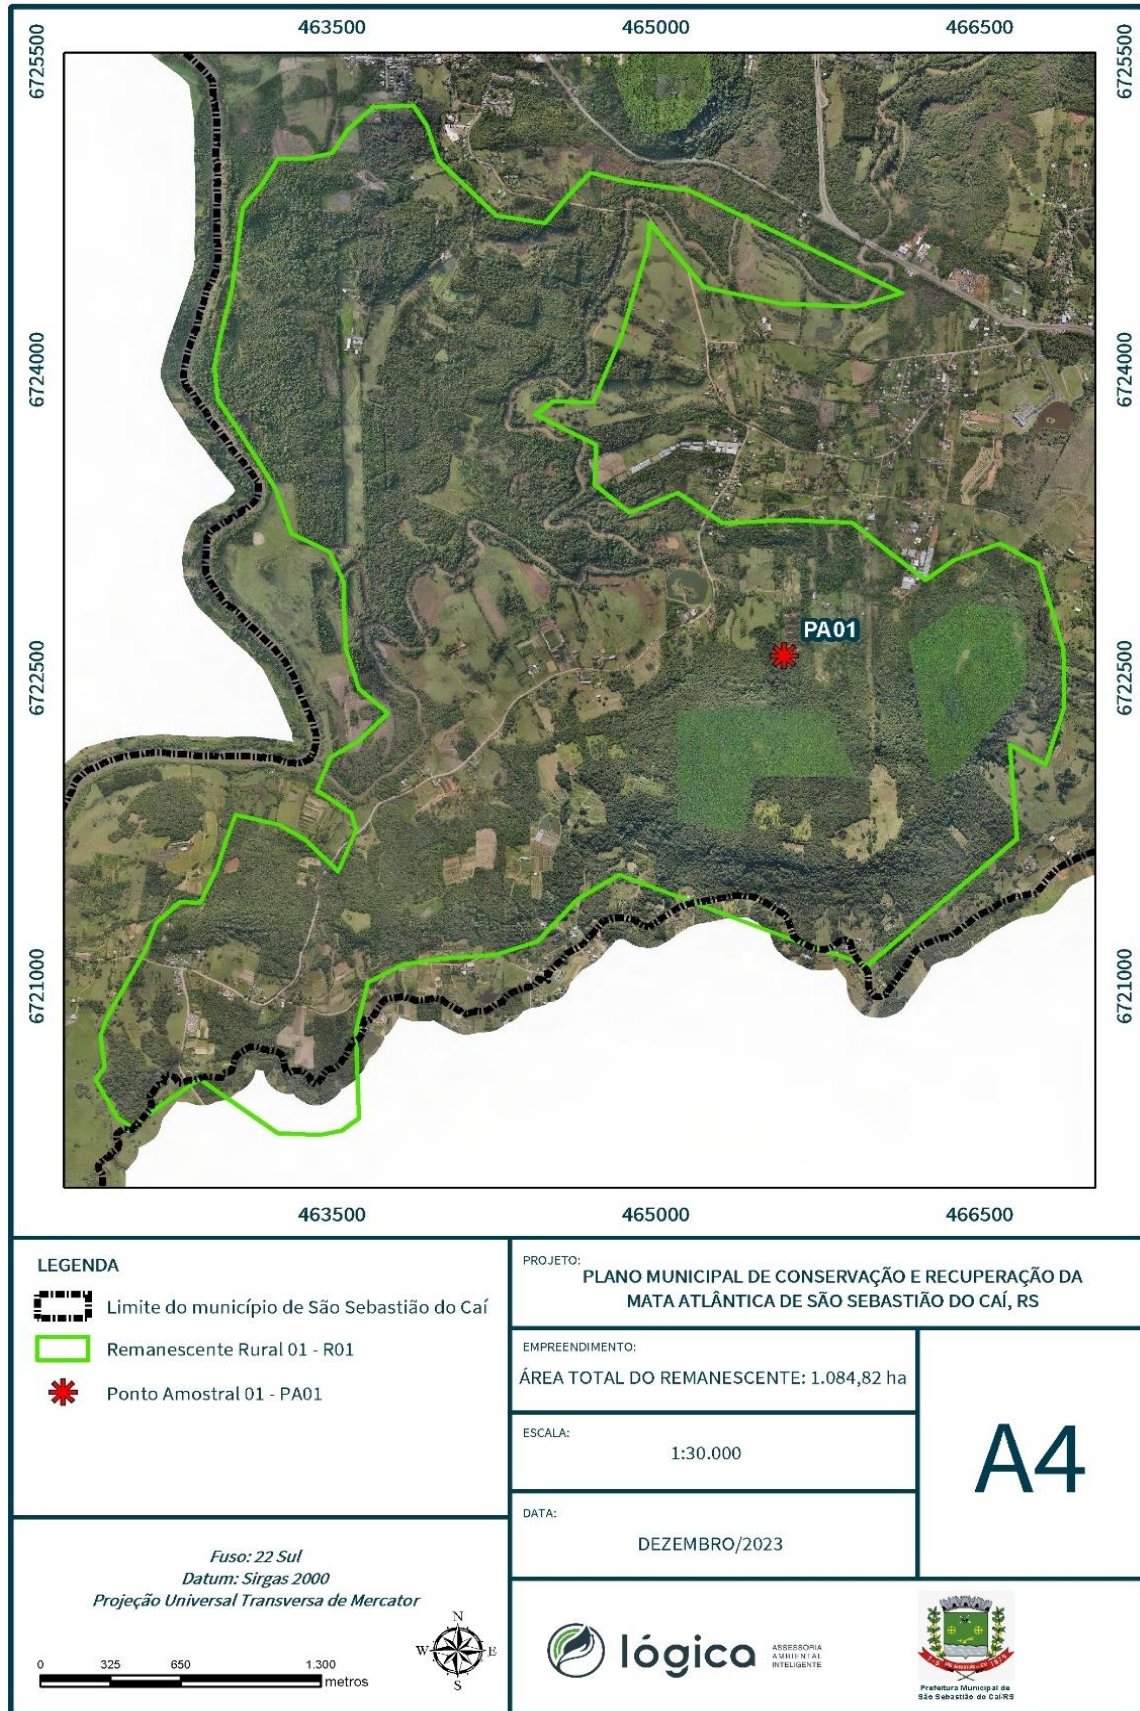 463500 465000 466500
6725500 6725500
6724000 6724000
PA01
6722500 6722500
6721000 6721000
463500 465000 466500
LEGENDA
Limite do município de São Sebastião do Caí
Remanescente Rural 01 - R01
Ponto Amostral 01 - PA01
Fuso: 22 Sul
Datum: Sirgas 2000
Projeção Universal Transversa de Mercator
N
W E
S
0 325 650 1.300
metros
PROJETO:
PLANO MUNICIPAL DE CONSERVAÇÃO E RECUPERAÇÃO DA
MATA ATLÂNTICA DE SÃO SEBASTIÃO DO CAÍ, RS
EMPREENDIMENTO:
ÁREA TOTAL DO REMANESCENTE: 1.084,82 ha
ESCALA:
1:30.000
DATA:
DEZEMBRO/2023
A4
lógica
ASSESSORIA
AMBIENTAL
INTELIGENTE
Prefeitura Municipal de
São Sebastião do Caí/RS